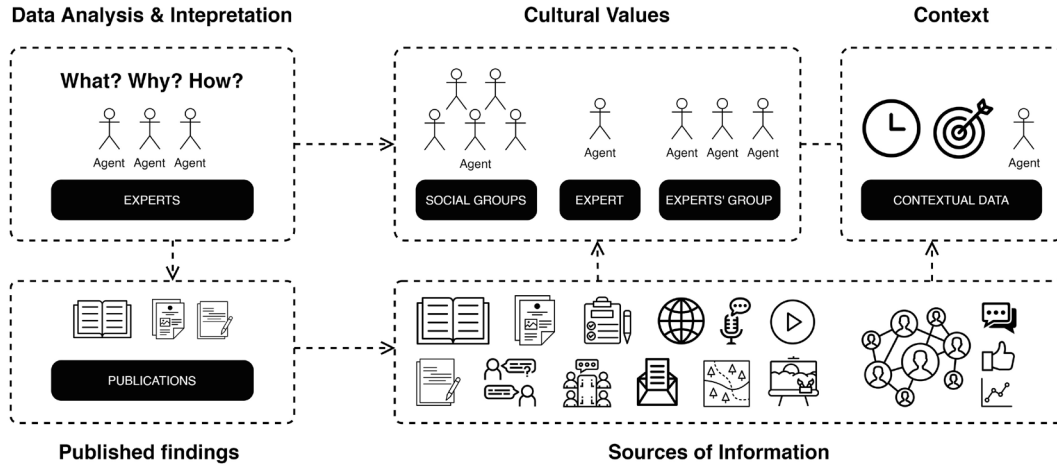 Data Analysis & Intepretation
Cultural Values
Context
What? Why? How?
Agent Agent Agent
EXPERTS
Agent
SOCIAL GROUPS
Agent
EXPERT
Agent Agent Agent
EXPERTS' GROUP
Agent
CONTEXTUAL DATA
PUBLICATIONS
?
Published findings
Sources of Information